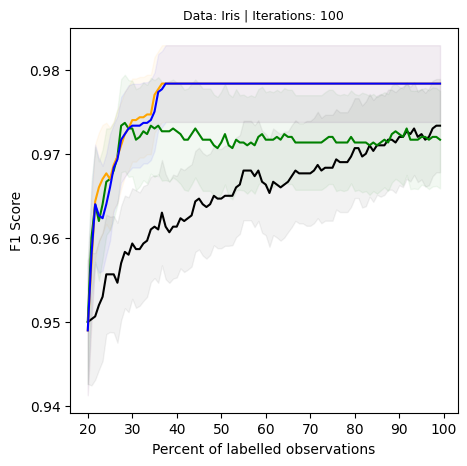 Data: Iris | Iterations: 100
F1 Score
0.98
0.97
0.96
0.95
0.94
20 30 40 50 60 70 80 90 100
Percent of labelled observations